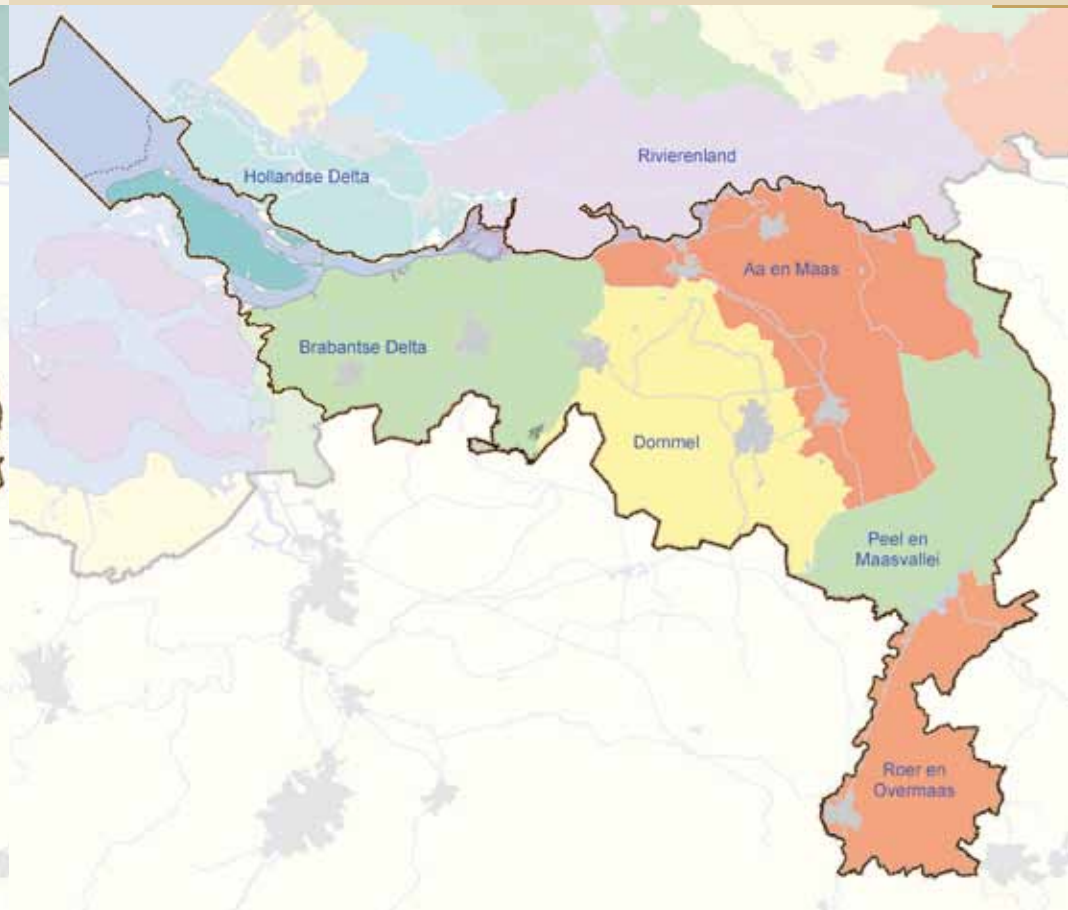 Rivierenland
Hollandse Delta
Aa en Maas
Brabantse Delta
Dommel
Peel en
Maasvallei
Roer en
Overmaas